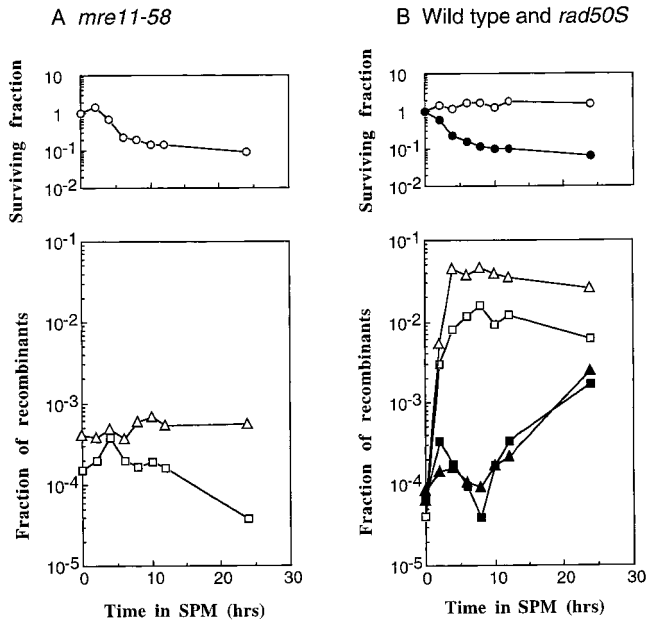 A mre11-58
Surviving fraction
10
1
10⁻¹
10⁻²
Fraction of recombinants
10⁻¹
10⁻²
10⁻³
10⁻⁴
10⁻⁵
0 10 20 30
Time in SPM (hrs)
B Wild type and rad50S
Surviving fraction
10
1
10⁻¹
10⁻²
Fraction of recombinants
10⁻¹
10⁻²
10⁻³
10⁻⁴
10⁻⁵
0 10 20 30
Time in SPM (hrs)